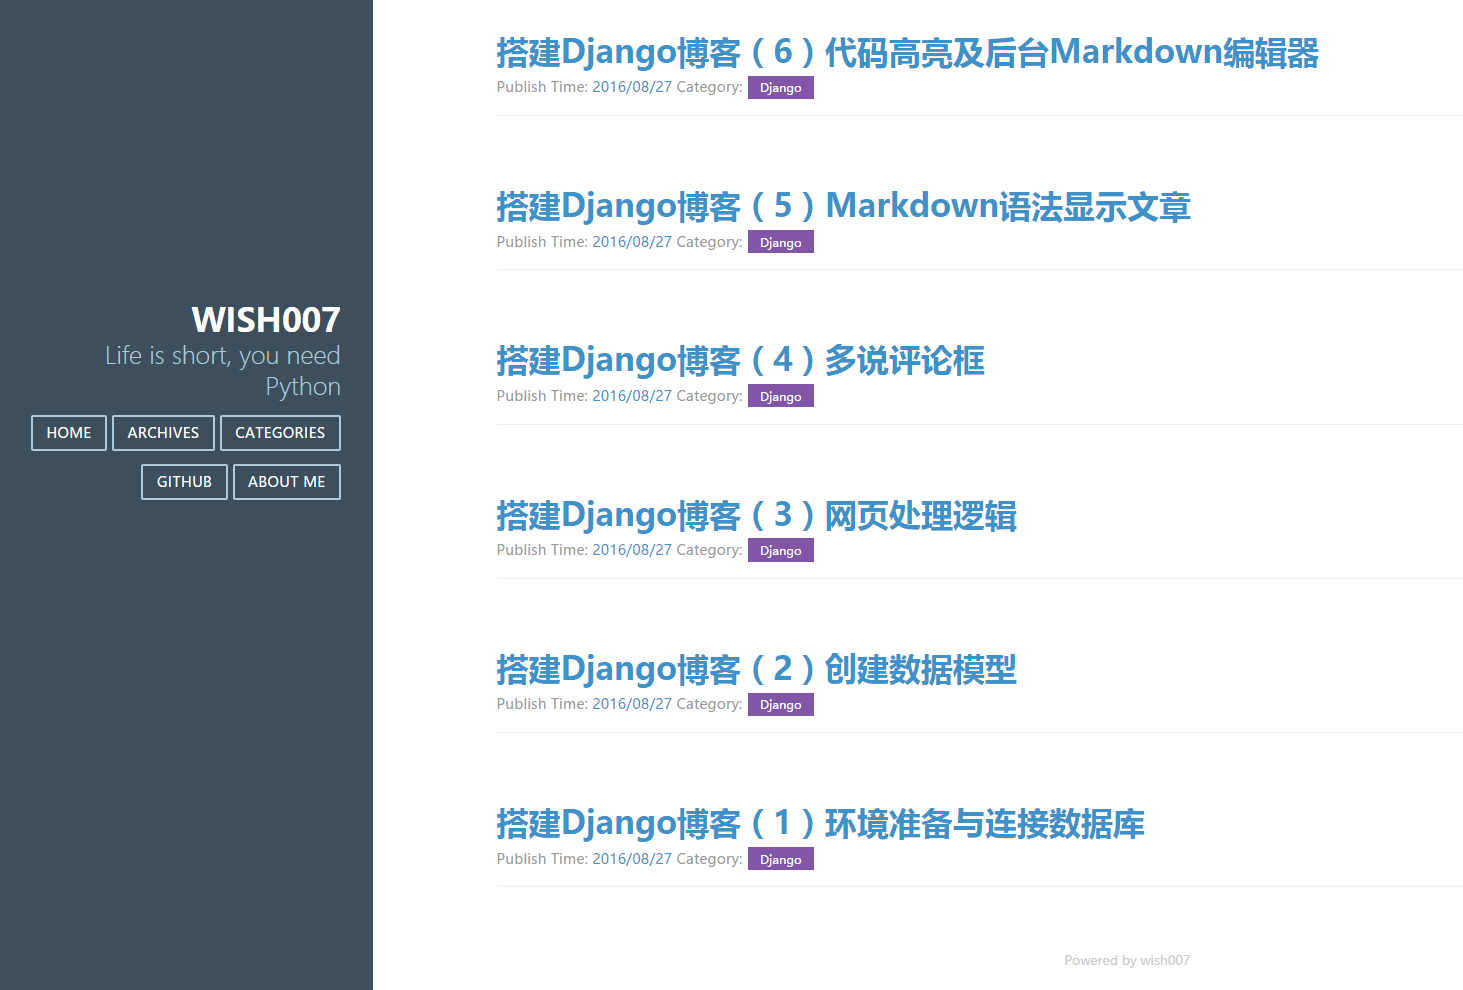 WISH007
Life is short, you need
Python
HOME ARCHIVES CATEGORIES
GITHUB ABOUT ME
搭建Django博客（6）代码高亮及后台Markdown编辑器
Publish Time: 2016/08/27 Category: Django
搭建Django博客（5）Markdown语法显示文章
Publish Time: 2016/08/27 Category: Django
搭建Django博客（4）多说评论框
Publish Time: 2016/08/27 Category: Django
搭建Django博客（3）网页处理逻辑
Publish Time: 2016/08/27 Category: Django
搭建Django博客（2）创建数据模型
Publish Time: 2016/08/27 Category: Django
搭建Django博客（1）环境准备与连接数据库
Publish Time: 2016/08/27 Category: Django
Powered by wish007